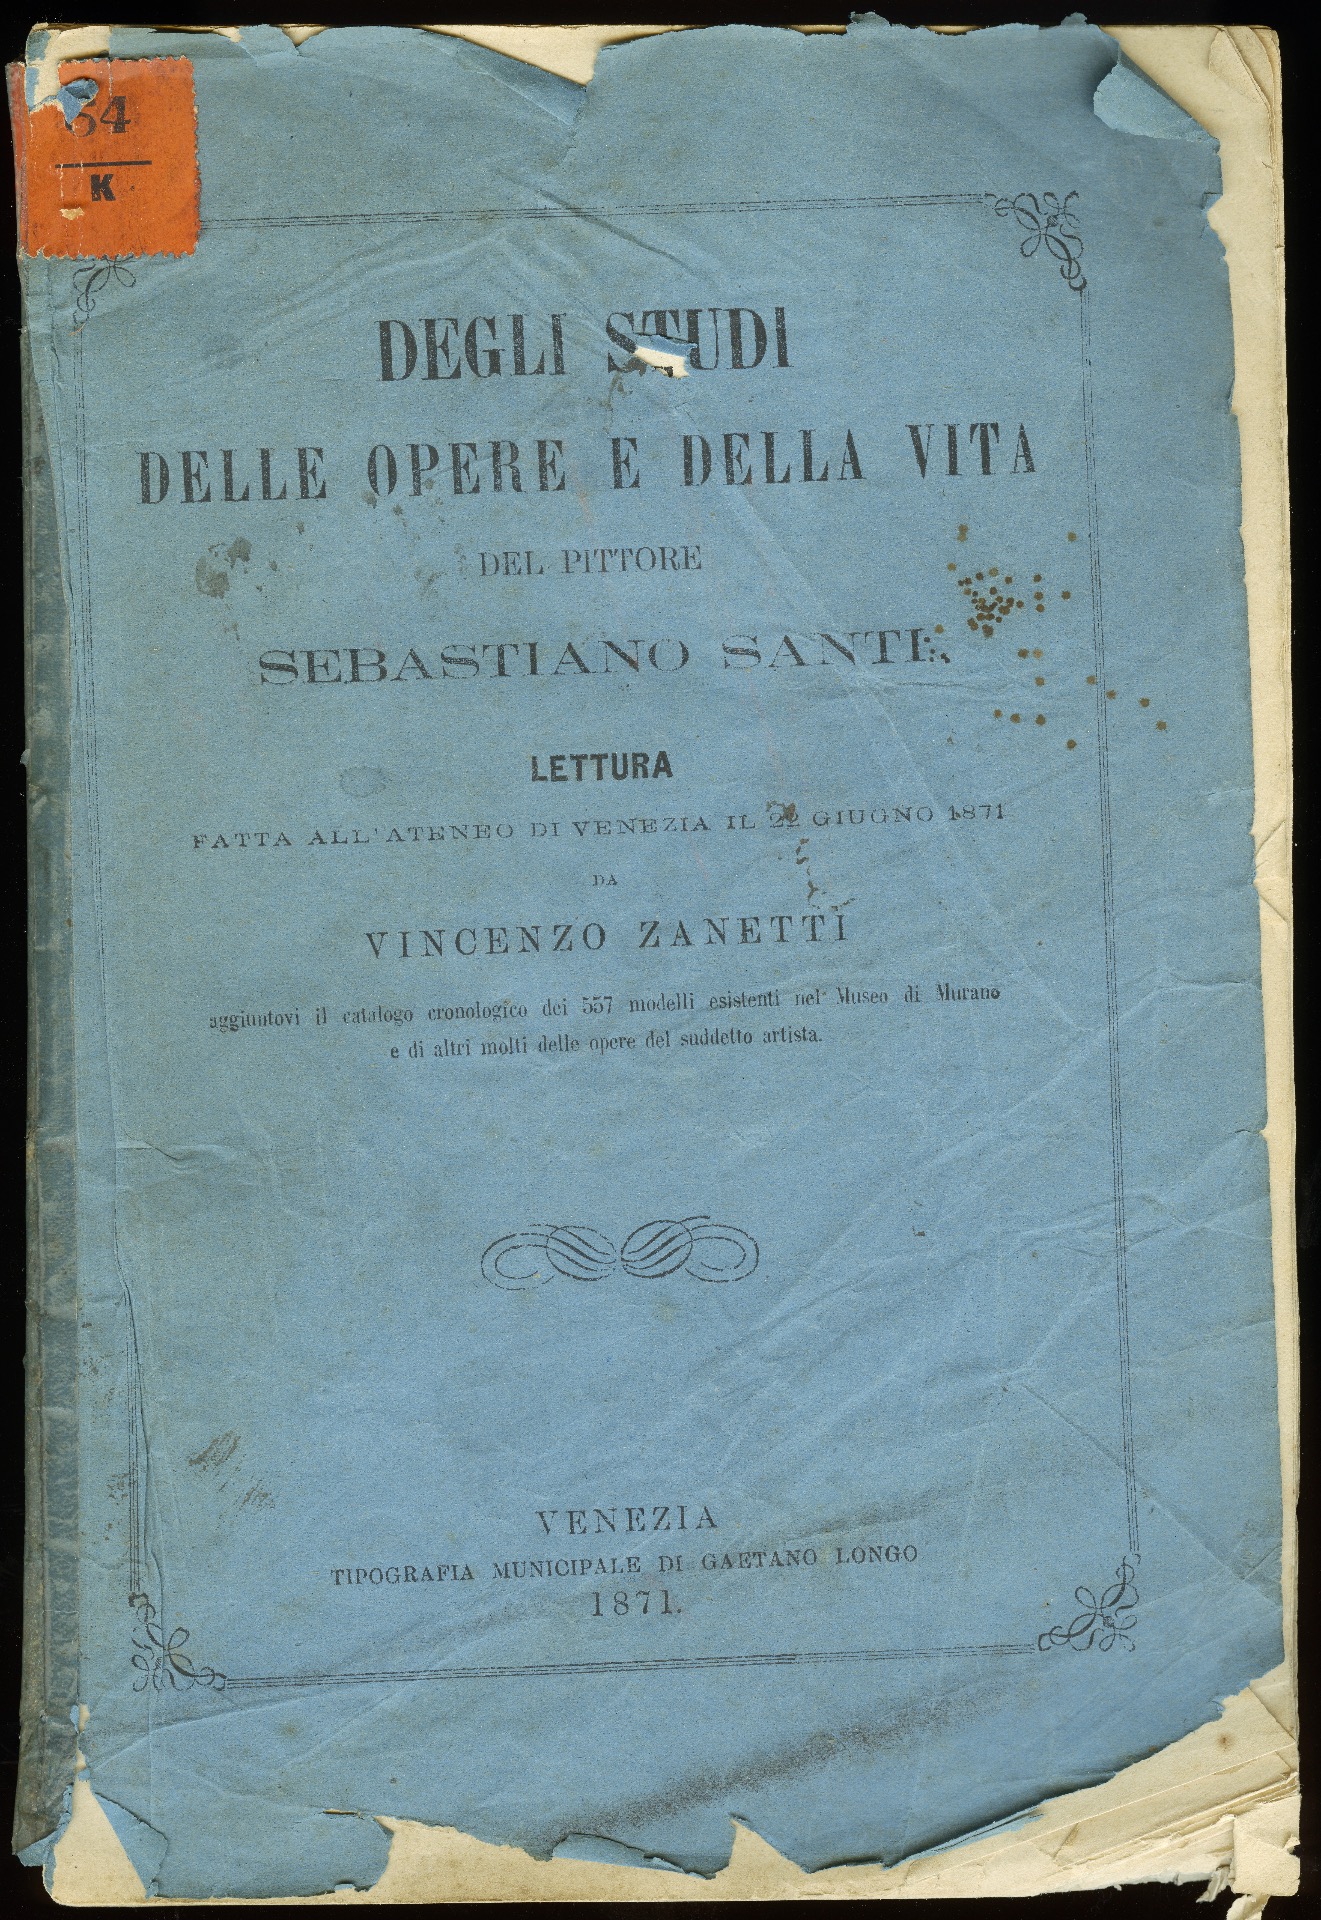 54
K
DEGLI STUDI
DELLE OPERE E DELLA VITA
DEL PITTORE
SEBASTIANO SANTI
LETTURA
FATTA ALL'ATENEO DI VENEZIA IL 22 GIUGNO 1871
DA
VINCENZO ZANETTI
aggiuntovi il catalogo cronologico dei 557 modelli esistenti nel Museo di Murano
e di altri molti delle opere del suddetto artista.
VENEZIA
TIPOGRAFIA MUNICIPALE DI GAETANO LONGO
1871.